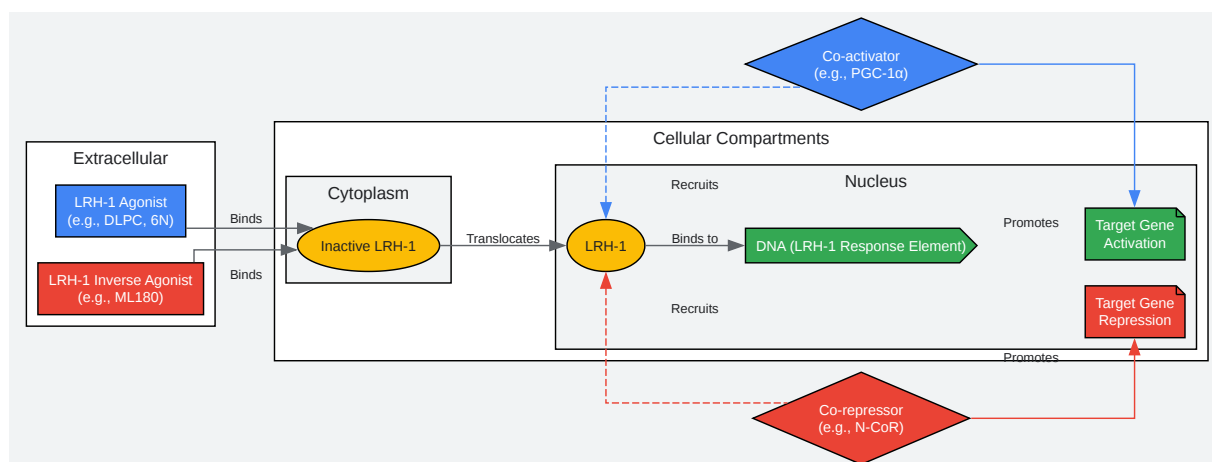 Co-activator
(e.g., PGC-1α)
Cellular Compartments
Extracellular
Nucleus
Cytoplasm
Recruits
LRH-1 Agonist
(e.g., DLPC, 6N)
Binds
Promotes
Target Gene
Activation
Inactive LRH-1
Translocates
LRH-1
Binds to
DNA (LRH-1 Response Element)
Binds
LRH-1 Inverse Agonist
(e.g., ML180)
Recruits
Target Gene
Repression
Promotes
Co-repressor
(e.g., N-CoR)